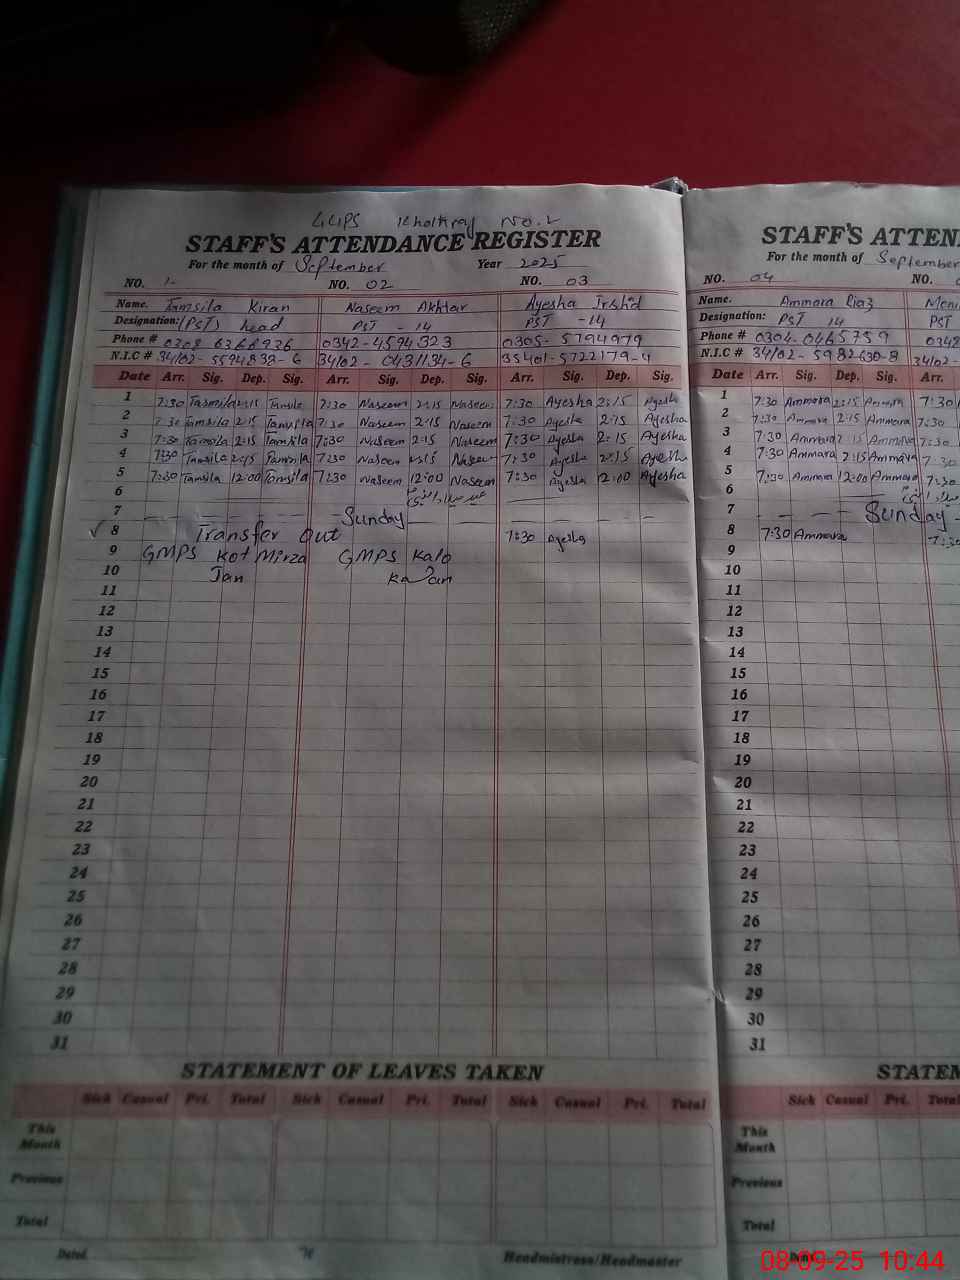 No. 2
STAFF'S ATTENDANCE REGISTER
For the month of September Year 2025
NO. 1- NO. 02 NO. 03
Name. Tamsila Kiran Naseem Akhtar Ayesha Irshid
Designation: (PST) head PST - 14 PST - 14
Phone # 0308 6368936 0342-4594323 0305-5794979
N.I.C # 34102-5594833-6 34102-0431134-6 35401-5722179-4
Date Arr. Sig. Dep. Sig. Arr. Sig. Dep. Sig. Arr. Sig. Dep. Sig.
1 7:30 Tamsila 2:15 Tamsila 7:30 Naseem 2:15 Naseem 7:30 Ayesha 2:15 Ayesha
2 7:30 Tamsila 2:15 Tamsila 7:30 Naseem 2:15 Naseem 7:30 Ayesha 2:15 Ayesha
3 7:30 Tamsila 2:15 Tamsila 7:30 Naseem 2:15 Naseem 7:30 Ayesha 2:15 Ayesha
4 7:30 Tamsila 2:15 Tamsila 7:30 Naseem 2:15 Naseem 7:30 Ayesha 2:15 Ayesha
5 7:30 Tamsila 12:00 Tamsila 7:30 Naseem 12:00 Naseem 7:30 Ayesha 12:00 Ayesha
6 عید میلاد النبی
7 Sunday
8 Transfer Out 7:30 Ayesha
9 GMPS Kot Mirza GMPS Kalo
10 Jan
11
12
13
14
15
16
17
18
19
20
21
22
23
24
25
26
27
28
29
30
31
STATEMENT OF LEAVES TAKEN
Sick Casual Pri. Total Sick Casual Pri. Total Sick Casual Pri. Total
This Month
Previous
Total
Dated Headmistress/Headmaster
STAFF'S ATTEN
For the month of September
NO. 04 NO.
Name. Ammara Riaz
Designation: PST 14 PST
Phone # 0304-0465759 0348
N.I.C # 34102-5982630-8 34102-
Date Arr. Sig. Dep. Sig. Arr.
1 7:30 Ammara 2:15 Ammara 7:30
2 7:30 Ammara 2:15 Ammara 7:30
3 7:30 Ammara 2:15 Ammara 7:30
4 7:30 Ammara 2:15 Ammara 7:30
5 7:30 Ammara 12:00 Ammara 7:30
6
7 Sunday
8 7:30 Ammara 7:30
9
10
11
12
13
14
15
16
17
18
19
20
21
22
23
24
25
26
27
28
29
30
31
STATEM
Sick Casual Pri. Total
This Month
Previous
Total
08-09-25 10:44